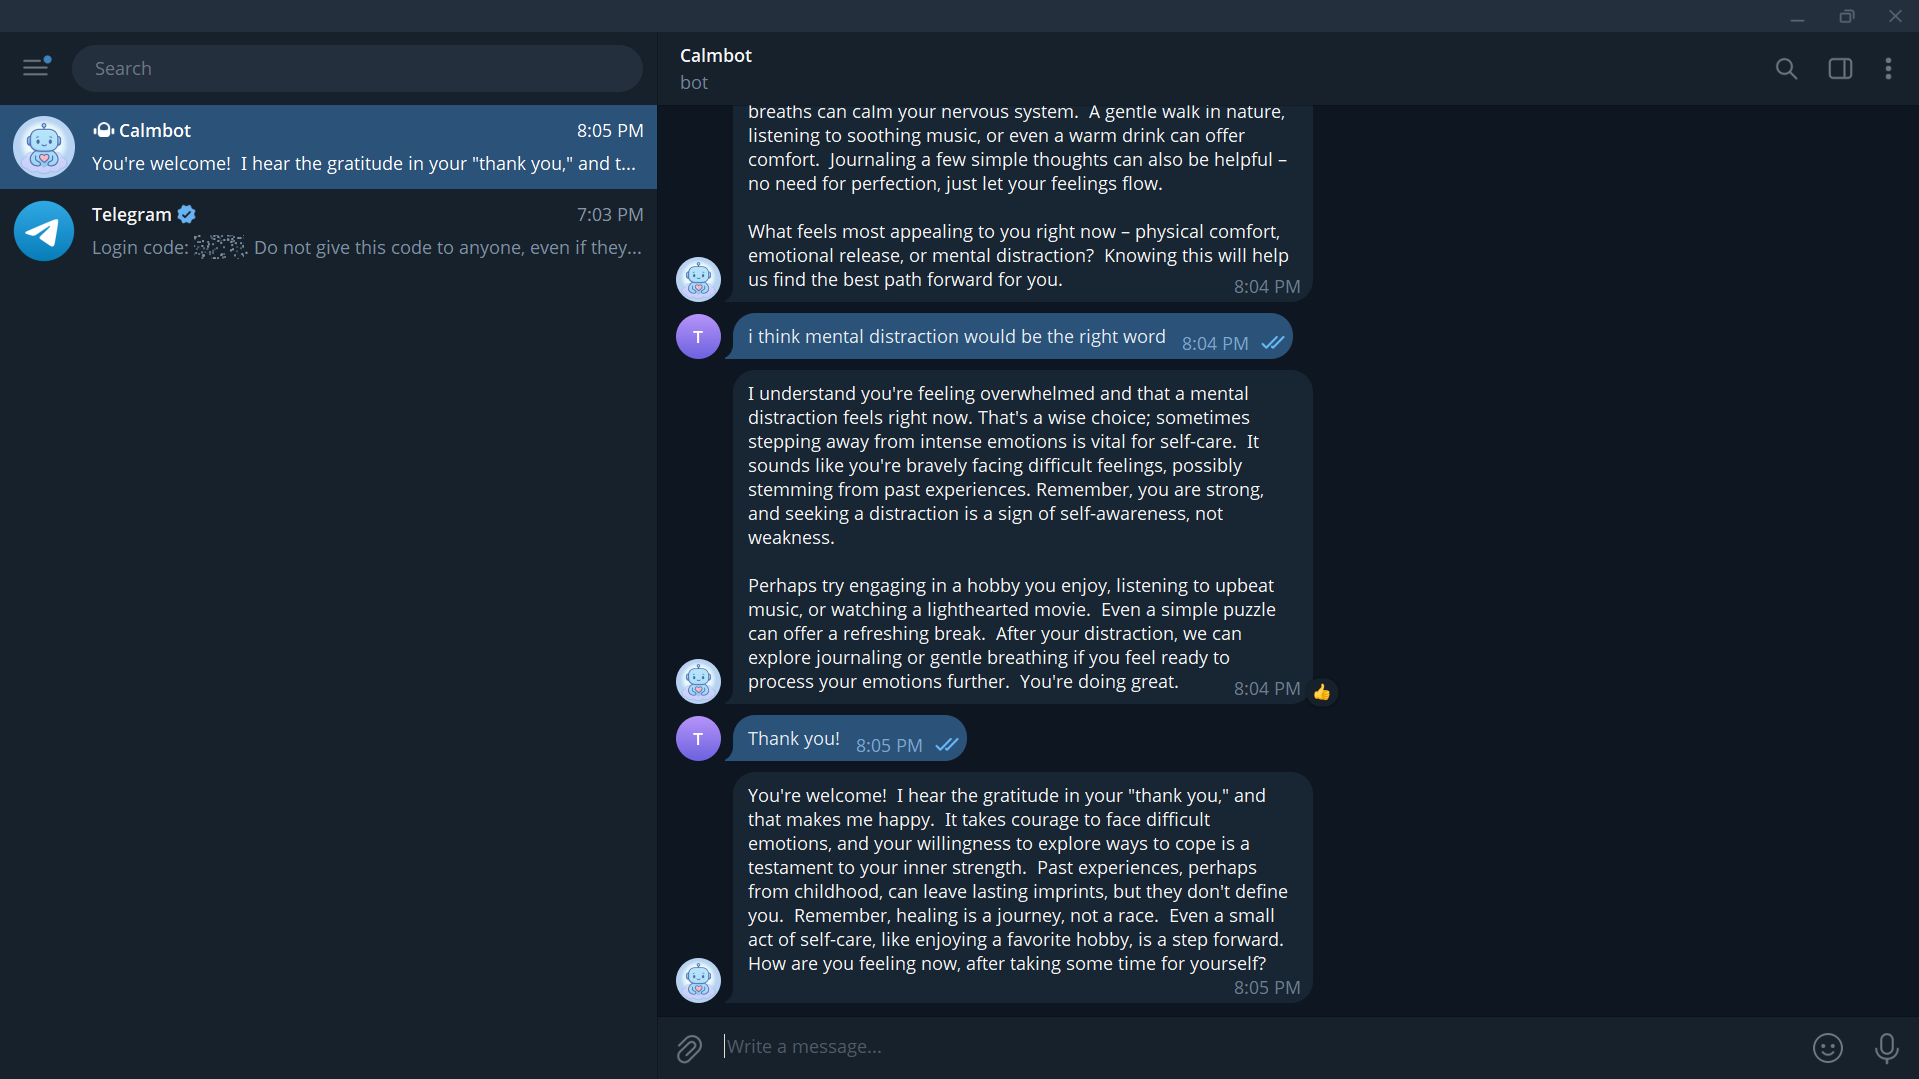 Search
Calmbot
bot
Calmbot 8:05 PM
You're welcome!  I hear the gratitude in your "thank you," and t...
Telegram 7:03 PM
Login code: . Do not give this code to anyone, even if they...
breaths can calm your nervous system.  A gentle walk in nature,
listening to soothing music, or even a warm drink can offer
comfort.  Journaling a few simple thoughts can also be helpful –
no need for perfection, just let your feelings flow.
What feels most appealing to you right now – physical comfort,
emotional release, or mental distraction?  Knowing this will help
us find the best path forward for you.
8:04 PM
T
i think mental distraction would be the right word 8:04 PM
I understand you're feeling overwhelmed and that a mental
distraction feels right now. That's a wise choice; sometimes
stepping away from intense emotions is vital for self-care.  It
sounds like you're bravely facing difficult feelings, possibly
stemming from past experiences. Remember, you are strong,
and seeking a distraction is a sign of self-awareness, not
weakness.
Perhaps try engaging in a hobby you enjoy, listening to upbeat
music, or watching a lighthearted movie.  Even a simple puzzle
can offer a refreshing break.  After your distraction, we can
explore journaling or gentle breathing if you feel ready to
process your emotions further.  You're doing great.
8:04 PM
T
Thank you! 8:05 PM
You're welcome!  I hear the gratitude in your "thank you," and
that makes me happy.  It takes courage to face difficult
emotions, and your willingness to explore ways to cope is a
testament to your inner strength.  Past experiences, perhaps
from childhood, can leave lasting imprints, but they don't define
you.  Remember, healing is a journey, not a race.  Even a small
act of self-care, like enjoying a favorite hobby, is a step forward.
How are you feeling now, after taking some time for yourself?
8:05 PM
Write a message...